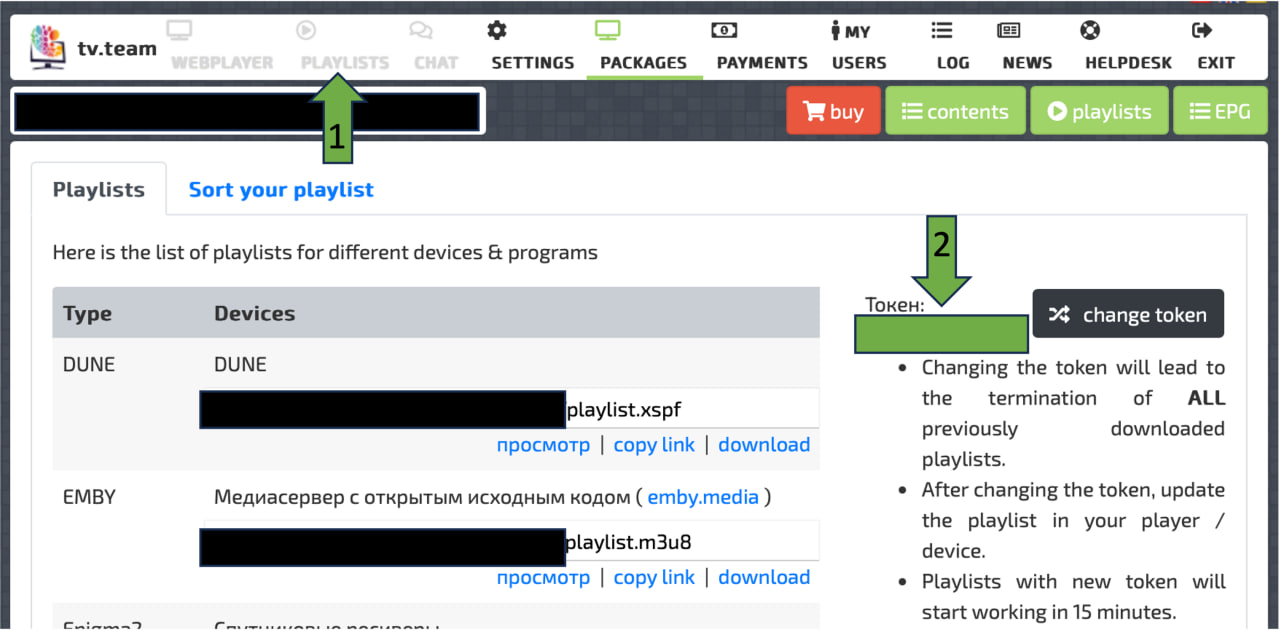 tv.team
WEBPLAYER
PLAYLISTS
CHAT
SETTINGS
PACKAGES
PAYMENTS
MY USERS
LOG
NEWS
HELPDESK
EXIT
1
buy
contents
playlists
EPG
Playlists
Sort your playlist
Here is the list of playlists for different devices & programs
Type Devices
DUNE DUNE
playlist.xspf
просмотр | copy link | download
EMBY Медиасервер с открытым исходным кодом ( emby.media )
playlist.m3u8
просмотр | copy link | download
Enigma2 Спутниковые ресиверы
2
Токен:
change token
• Changing the token will lead to
the termination of ALL
previously downloaded
playlists.
• After changing the token, update
the playlist in your player /
device.
• Playlists with new token will
start working in 15 minutes.